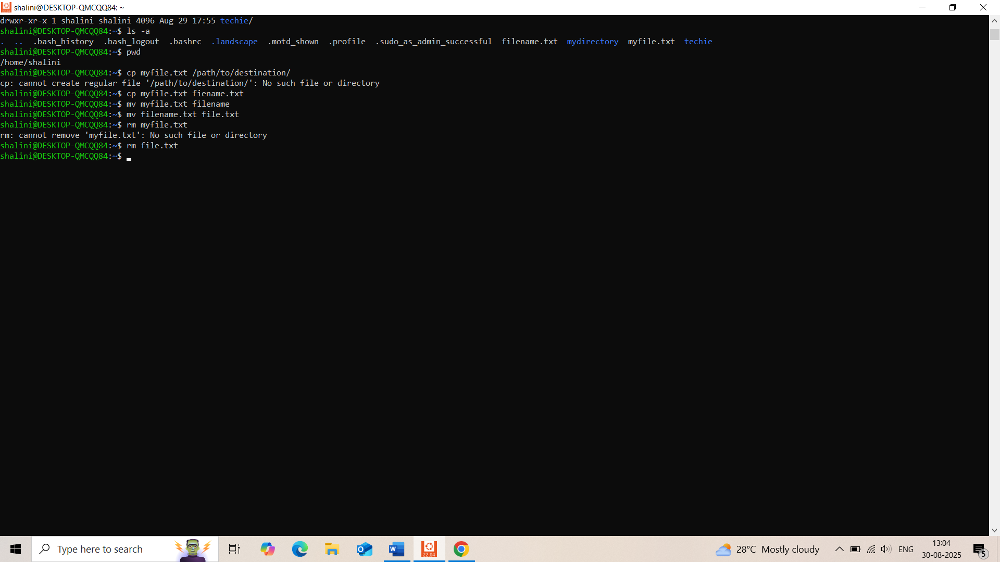 shalini@DESKTOP-QMCQQ84: ~
drwxr-xr-x 1 shalini shalini 4096 Aug 29 17:55 techie/
shalini@DESKTOP-QMCQQ84:~$ ls -a
.  ..  .bash_history  .bash_logout  .bashrc  .landscape  .motd_shown  .profile  .sudo_as_admin_successful  filename.txt  mydirectory  myfile.txt  techie
shalini@DESKTOP-QMCQQ84:~$ pwd
/home/shalini
shalini@DESKTOP-QMCQQ84:~$ cp myfile.txt /path/to/destination/
cp: cannot create regular file '/path/to/destination/': No such file or directory
shalini@DESKTOP-QMCQQ84:~$ cp myfile.txt fiename.txt
shalini@DESKTOP-QMCQQ84:~$ mv myfile.txt filename
shalini@DESKTOP-QMCQQ84:~$ mv filename.txt file.txt
shalini@DESKTOP-QMCQQ84:~$ rm myfile.txt
rm: cannot remove 'myfile.txt': No such file or directory
shalini@DESKTOP-QMCQQ84:~$ rm file.txt
shalini@DESKTOP-QMCQQ84:~$
Type here to search
22.04
28°C Mostly cloudy
ENG
13:04
30-08-2025
5